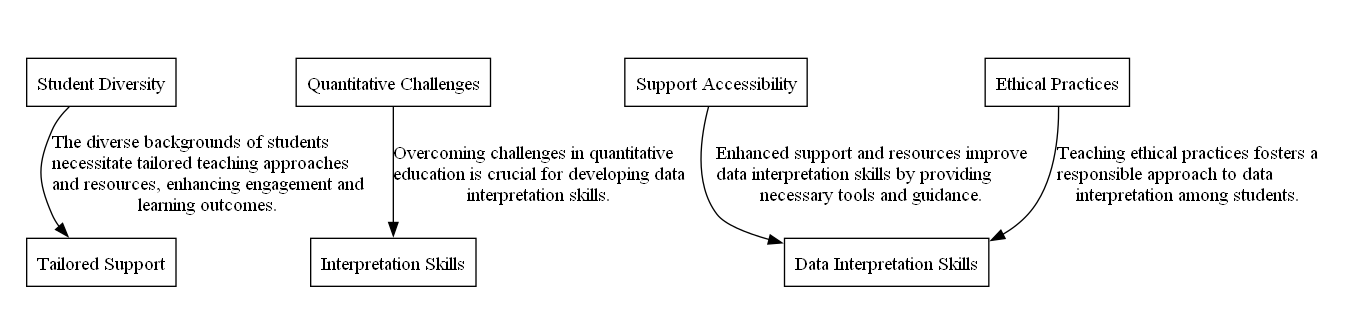 Student Diversity
Quantitative Challenges
Support Accessibility
Ethical Practices
The diverse backgrounds of students
necessitate tailored teaching approaches
and resources, enhancing engagement and
learning outcomes.
Overcoming challenges in quantitative
education is crucial for developing data
interpretation skills.
Enhanced support and resources improve
data interpretation skills by providing
necessary tools and guidance.
Teaching ethical practices fosters a
responsible approach to data
interpretation among students.
Tailored Support
Interpretation Skills
Data Interpretation Skills